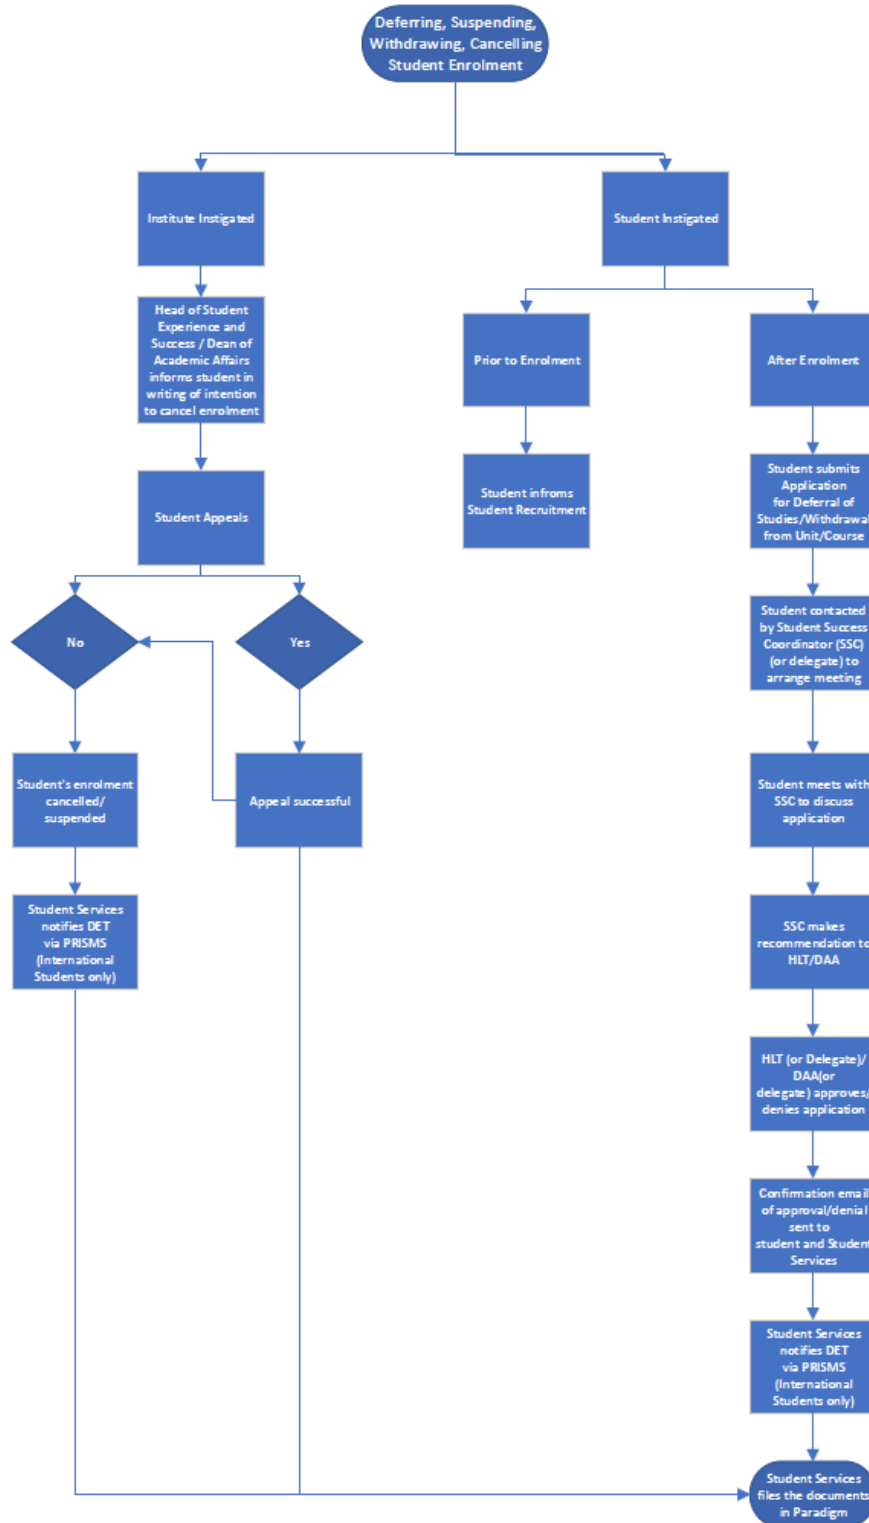 Deferring, Suspending,
Withdrawing, Cancelling
Student Enrolment
Institute Instigated
Student Instigated
Head of Student
Experience and
Success / Dean of
Academic Affairs
informs student in
writing of intention
to cancel enrolment
Prior to Enrolment
After Enrolment
Student Appeals
Student infroms
Student Recruitment
Student submits
Application
for Deferral of
Studies/Withdrawal
from Unit/Course
No
Yes
Student contacted
by Student Success
Coordinator (SSC)
(or delegate) to
arrange meeting
Student's enrolment
cancelled/
suspended
Appeal successful
Student meets with
SSC to discuss
application
Student Services
notifies DET
via PRISMS
(International
Students only)
SSC makes
recommendation to
HLT/DAA
HLT (or Delegate)/
DAA(or
delegate) approves/
denies application
Confirmation email
of approval/denial
sent to
student and Student
Services
Student Services
notifies DET
via PRISMS
(International
Students only)
Student Services
files the documents
in Paradigm